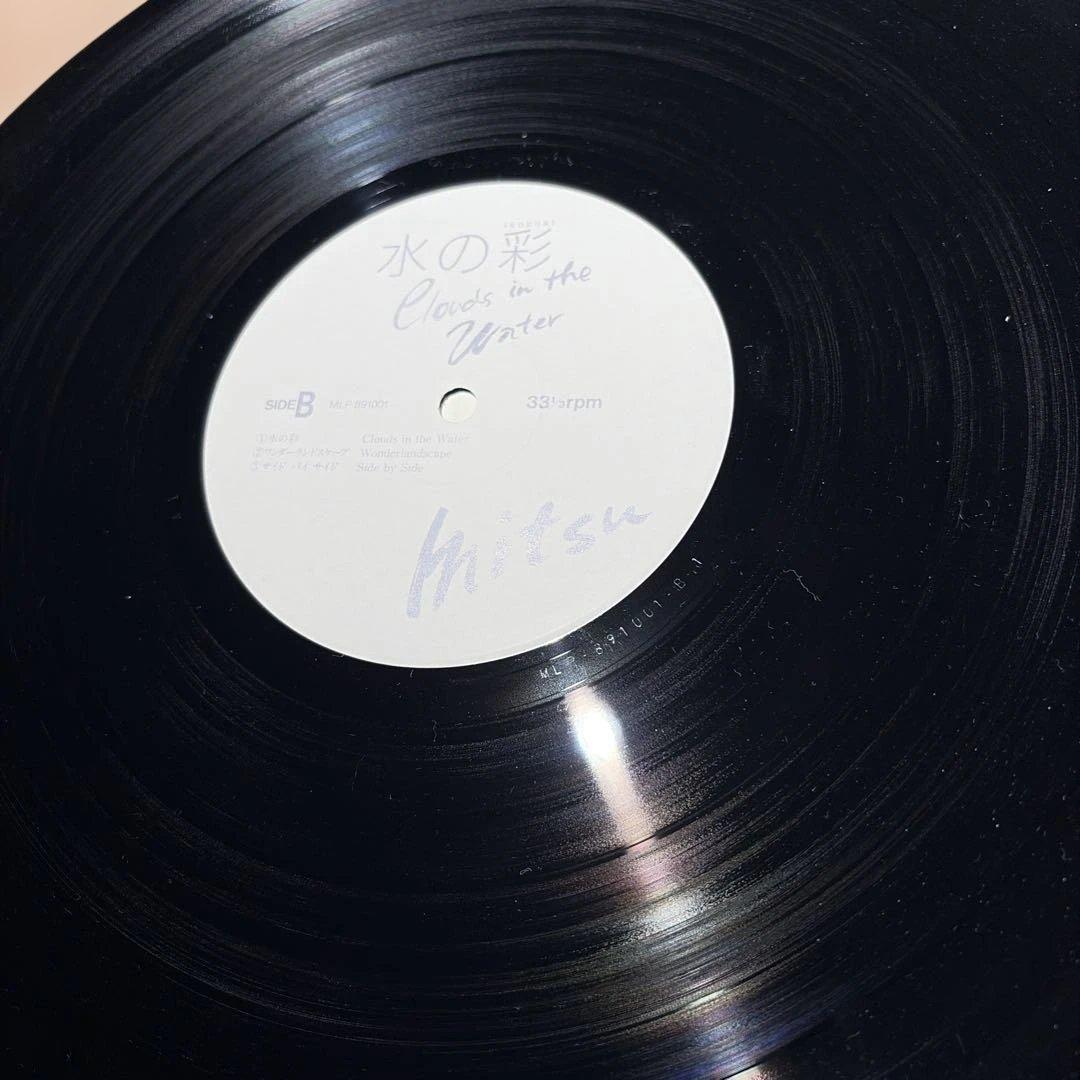 水の彩
Clouds in the
Water
SIDE B MLP 891001 33⅓rpm
①水の彩 Clouds in the Water
②ワンダーランドスケープ Wonderlandscape
③サイド バイ サイド Side by Side
Mitsu
MLP 891001-B